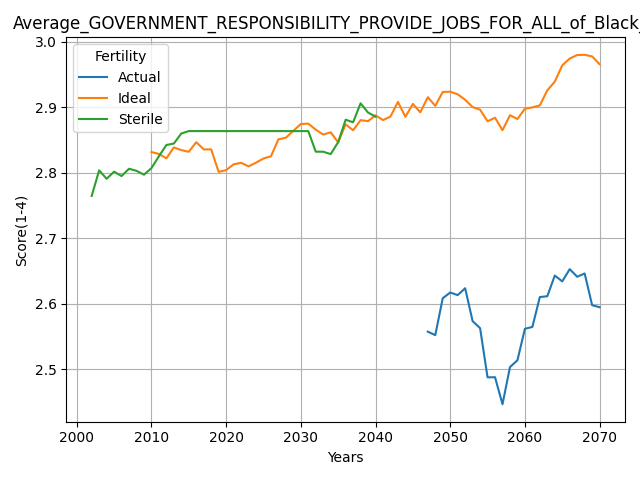 Average_GOVERNMENT_RESPONSIBILITY_PROVIDE_JOBS_FOR_ALL_of_Black_
Fertility
Actual
Ideal
Sterile
3.0
2.9
2.8
2.7
2.6
2.5
Score(1-4)
2000 2010 2020 2030 2040 2050 2060 2070
Years